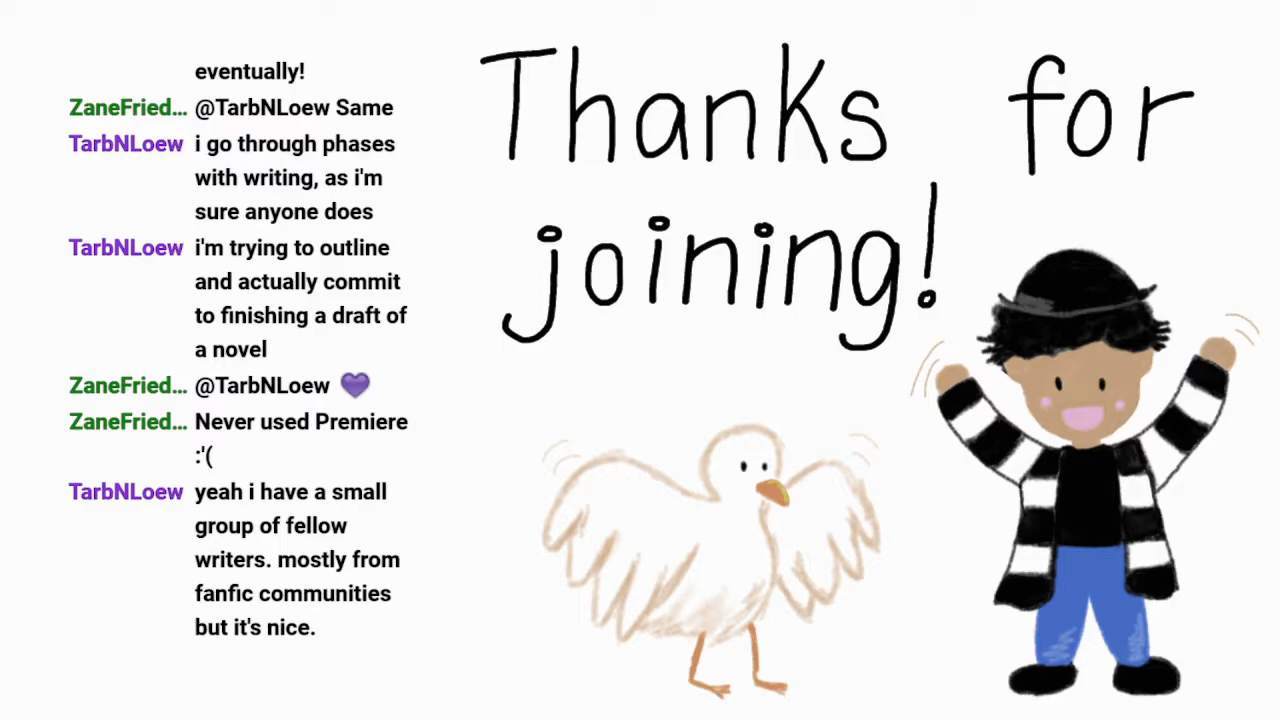 eventually!
ZaneFried... @TarbNLoew Same
TarbNLoew i go through phases
with writing, as i'm
sure anyone does
TarbNLoew i'm trying to outline
and actually commit
to finishing a draft of
a novel
ZaneFried... @TarbNLoew 💜
ZaneFried... Never used Premiere
:'(
TarbNLoew yeah i have a small
group of fellow
writers. mostly from
fanfic communities
but it's nice.
Thanks for
joining!